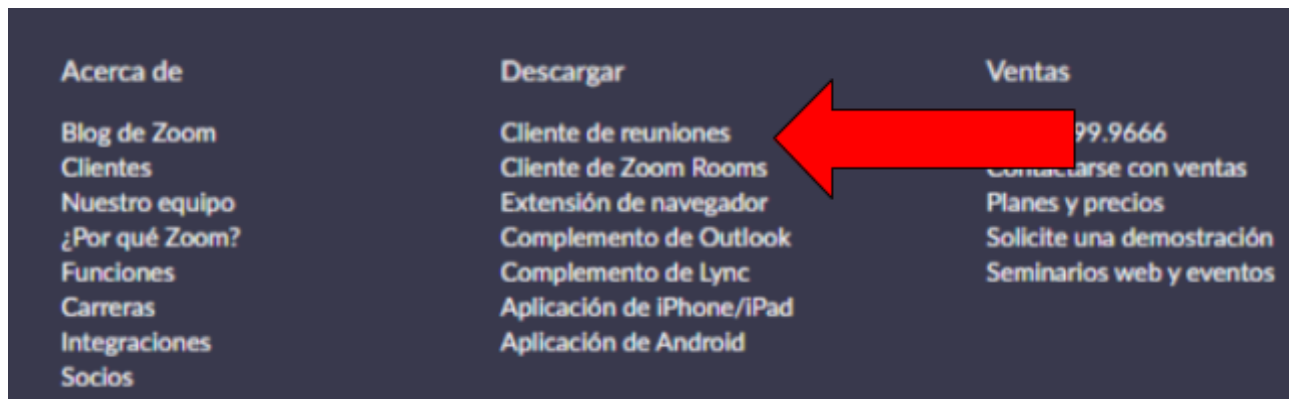 Acerca de
Blog de Zoom
Clientes
Nuestro equipo
¿Por qué Zoom?
Funciones
Carreras
Integraciones
Socios
Descargar
Cliente de reuniones
Cliente de Zoom Rooms
Extensión de navegador
Complemento de Outlook
Complemento de Lync
Aplicación de iPhone/iPad
Aplicación de Android
Ventas
99.9666
Contactarse con ventas
Planes y precios
Solicite una demostración
Seminarios web y eventos